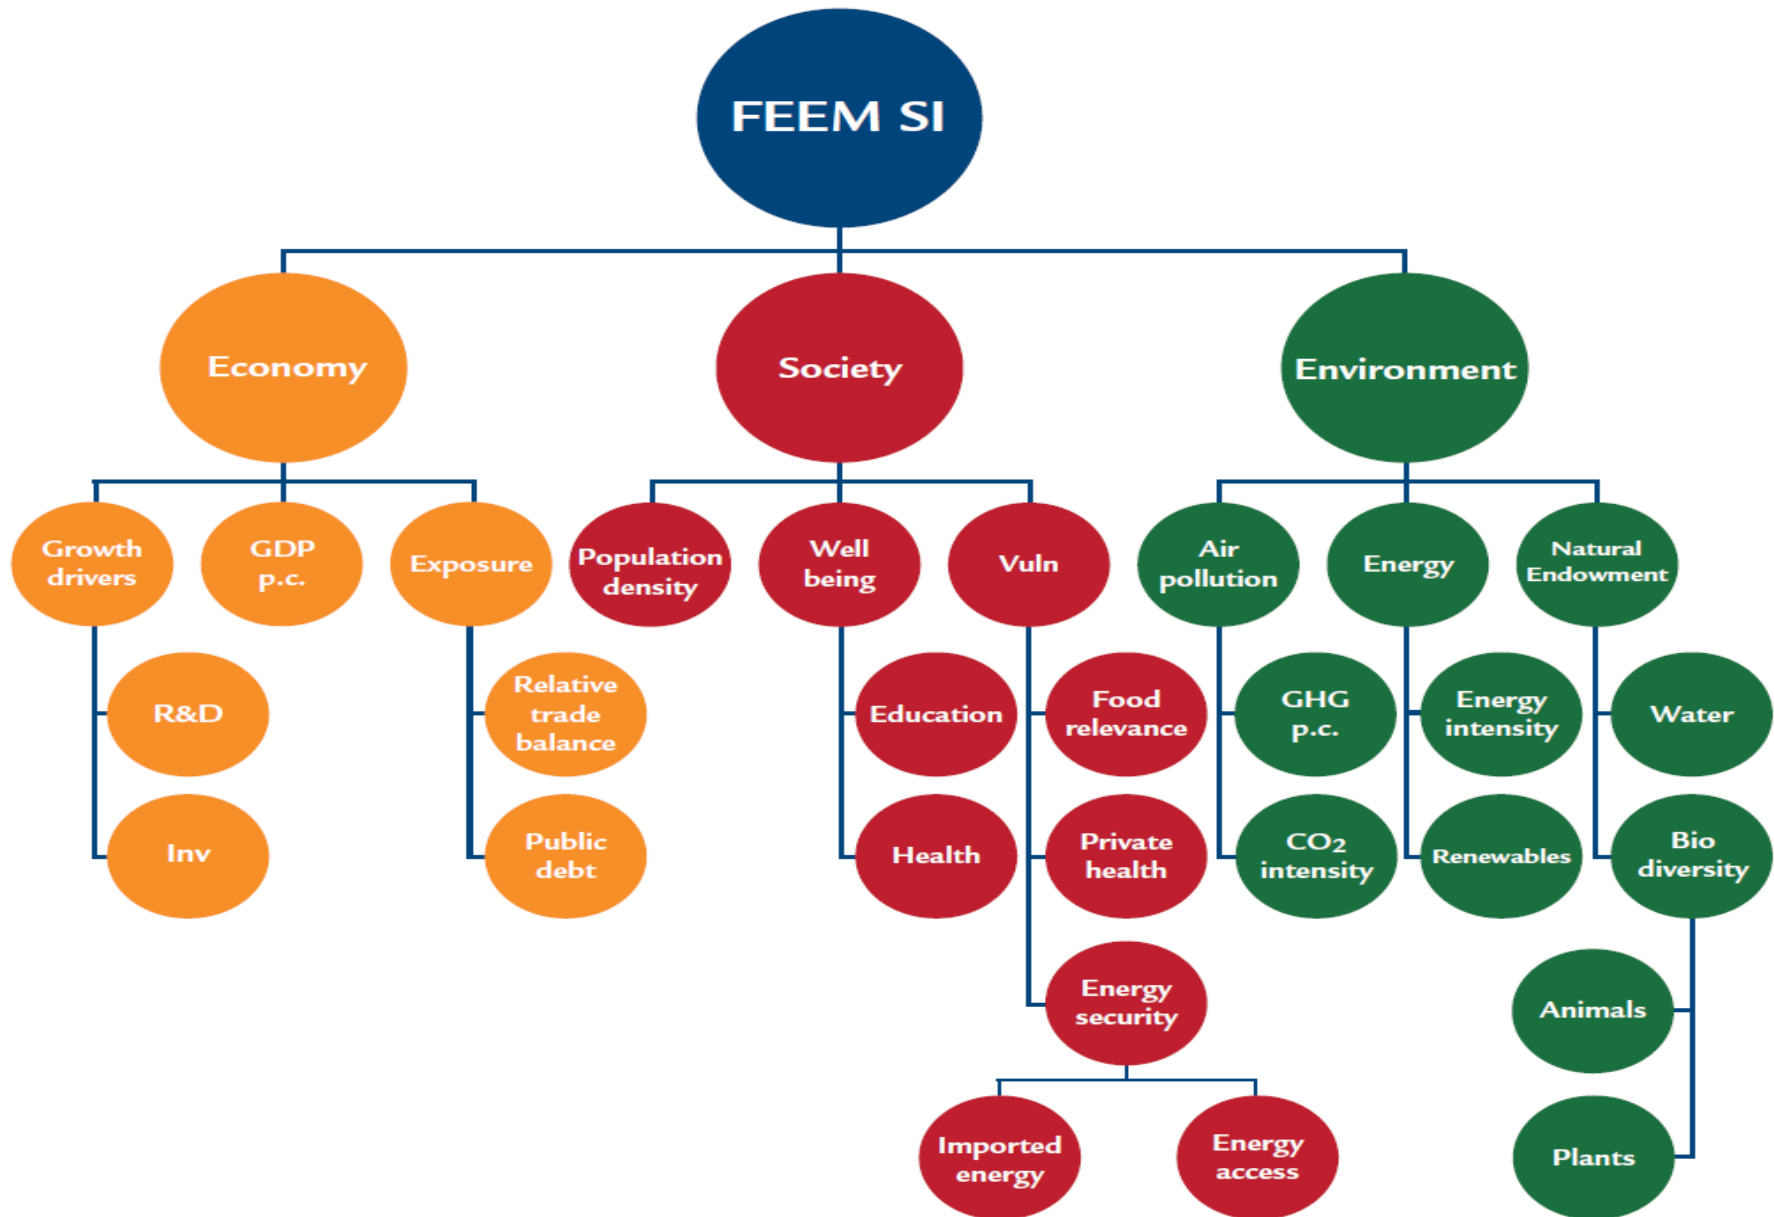 FEEM SI
Economy
Society
Environment
Growth
drivers
GDP
p.c.
Exposure
Population
density
Well
being
Vuln
Air
pollution
Energy
Natural
Endowment
R&D
Relative
trade
balance
Education
Food
relevance
GHG
p.c.
Energy
intensity
Water
Inv
Public
debt
Health
Private
health
CO2
intensity
Renewables
Bio
diversity
Energy
security
Animals
Imported
energy
Energy
access
Plants